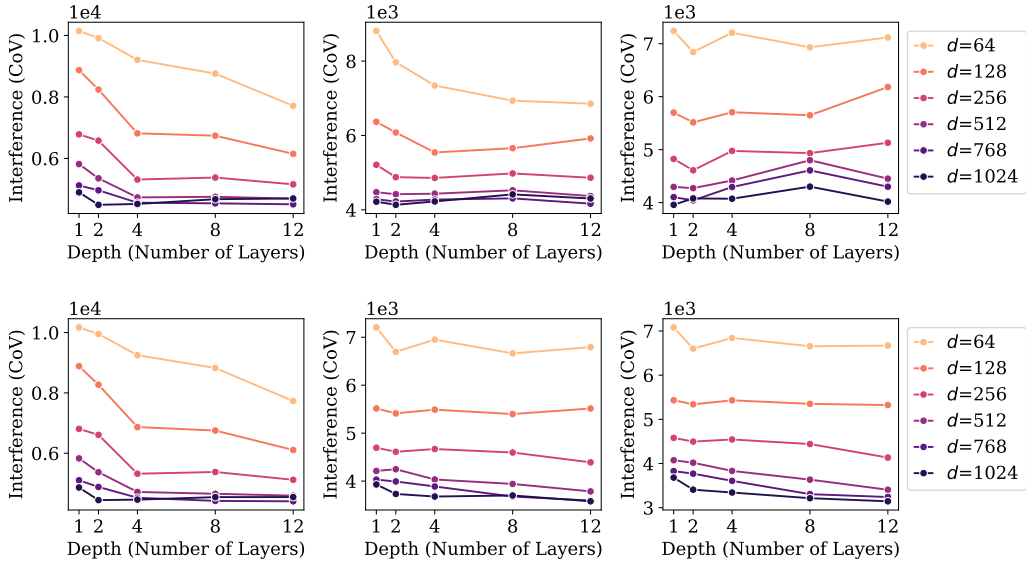 1e4
Interference (CoV)
1.0
0.8
0.6
1 2 4 8 12
Depth (Number of Layers)
1e3
Interference (CoV)
8
6
4
1 2 4 8 12
Depth (Number of Layers)
1e3
Interference (CoV)
7
6
5
4
1 2 4 8 12
Depth (Number of Layers)
d=64
d=128
d=256
d=512
d=768
d=1024
1e4
Interference (CoV)
1.0
0.8
0.6
1 2 4 8 12
Depth (Number of Layers)
1e3
Interference (CoV)
7
6
5
4
1 2 4 8 12
Depth (Number of Layers)
1e3
Interference (CoV)
7
6
5
4
3
1 2 4 8 12
Depth (Number of Layers)
d=64
d=128
d=256
d=512
d=768
d=1024